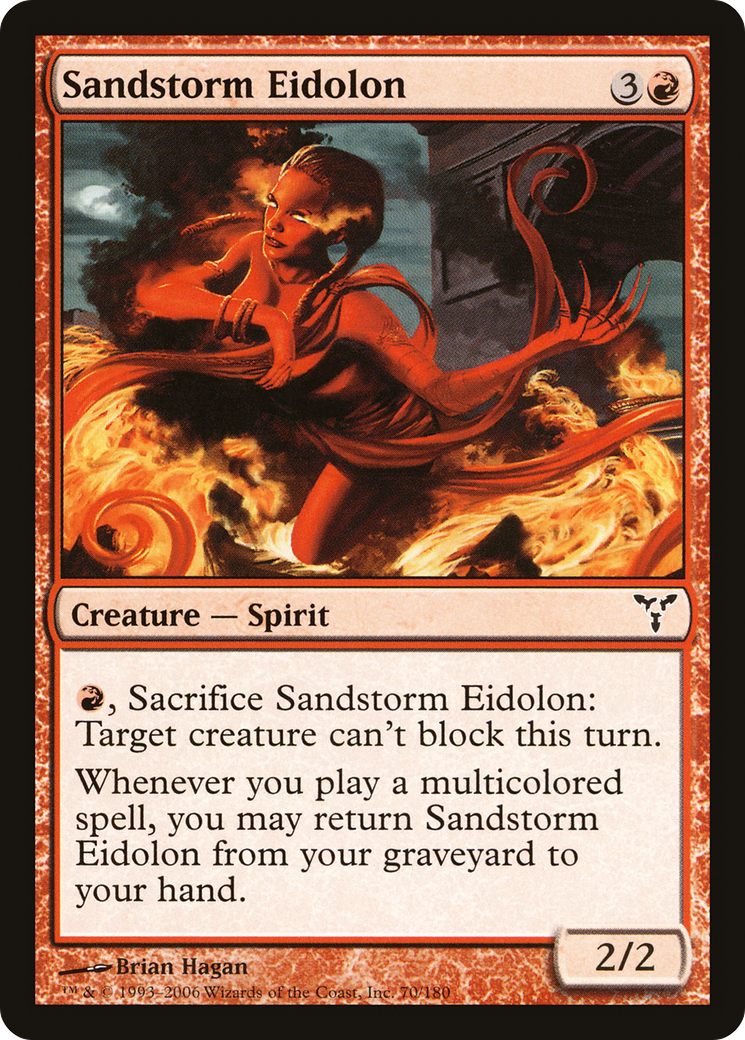 Sandstorm Eidolon 3
Creature — Spirit
, Sacrifice Sandstorm Eidolon:
Target creature can't block this turn.
Whenever you play a multicolored
spell, you may return Sandstorm
Eidolon from your graveyard to
your hand.
2/2
Brian Hagan
™ & © 1993–2006 Wizards of the Coast, Inc. 70/180